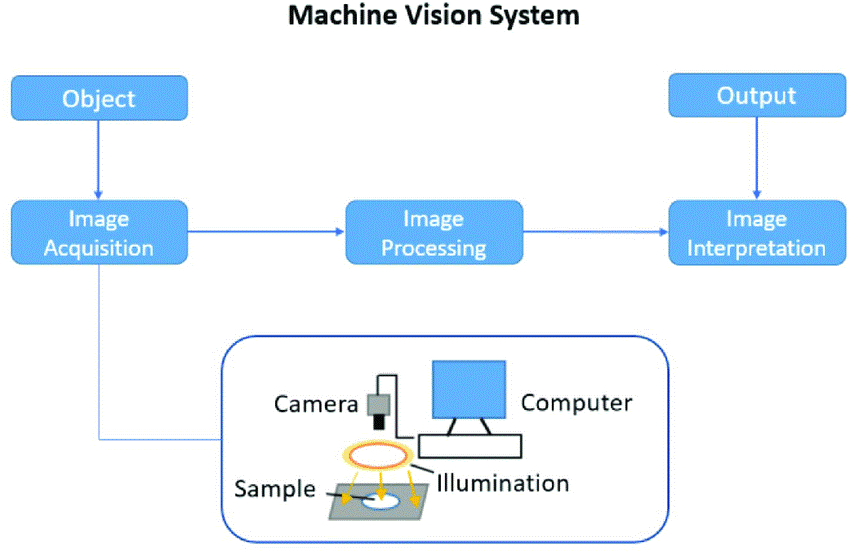 Machine Vision System
Object
Output
Image
Acquisition
Image
Processing
Image
Interpretation
Camera
Computer
Sample
Illumination